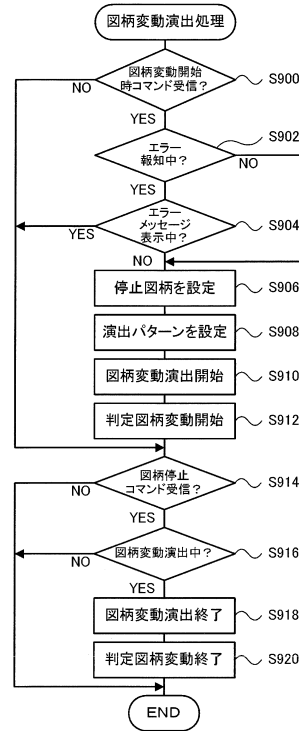 図柄変動演出処理
図柄変動開始
時コマンド受信？
S900
NO
YES
エラー
報知中？
S902
NO
YES
エラー
メッセージ
表示中？
S904
YES
NO
停止図柄を設定
S906
演出パターンを設定
S908
図柄変動演出開始
S910
判定図柄変動開始
S912
図柄停止
コマンド受信？
S914
NO
YES
図柄変動演出中？
S916
NO
YES
図柄変動演出終了
S918
判定図柄変動終了
S920
END